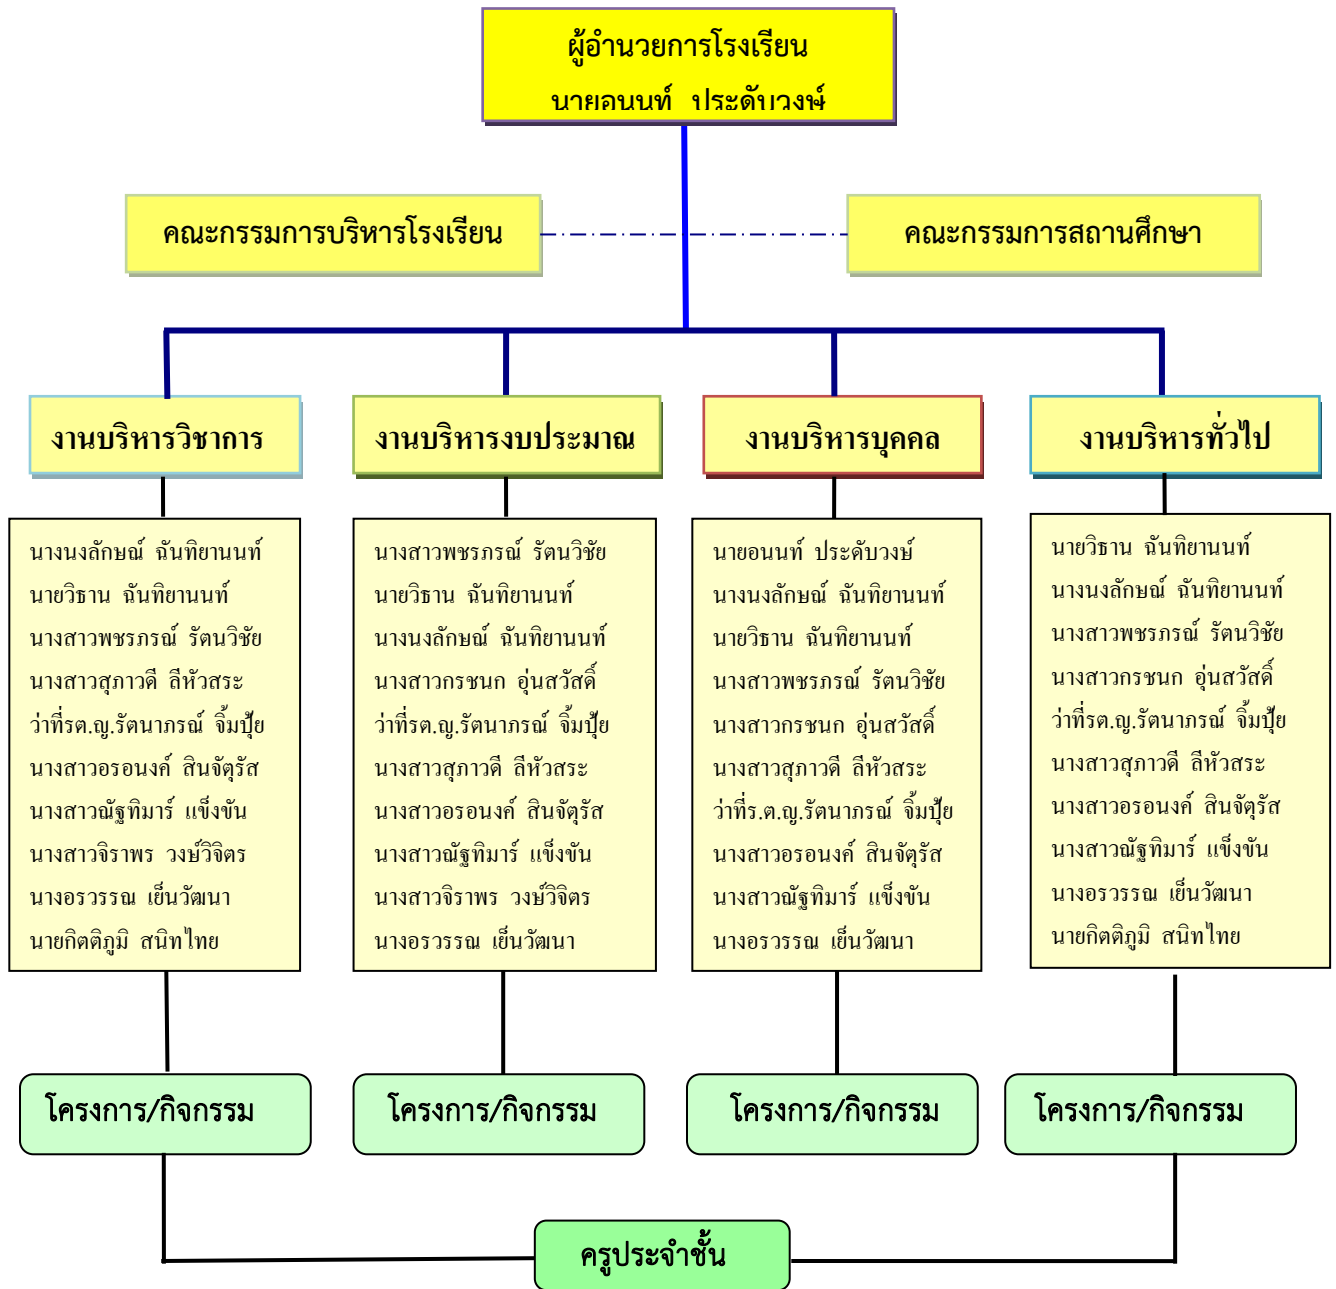 ผู้อำนวยการโรงเรียน
นายอนนท์ ประดับวงษ์
คณะกรรมการบริหารโรงเรียน
คณะกรรมการสถานศึกษา
งานบริหารวิชาการ
งานบริหารงบประมาณ
งานบริหารบุคคล
งานบริหารทั่วไป
นางนงลักษณ์ ฉันทิยานนท์
นายวิธาน ฉันทิยานนท์
นางสาวพชรภรณ์ รัตนวิชัย
นางสาวสุภาวดี ลีหัวสระ
ว่าที่รต.ญ.รัตนาภรณ์ จิ้มปุ้ย
นางสาวอรอนงค์ สินจัตุรัส
นางสาวณัฐทิมาร์ แข็งขัน
นางสาวจิราพร วงษ์วิจิตร
นางอรวรรณ เย็นวัฒนา
นายกิตติภูมิ สนิทไทย
นางสาวพชรภรณ์ รัตนวิชัย
นายวิธาน ฉันทิยานนท์
นางนงลักษณ์ ฉันทิยานนท์
นางสาวกรชนก อุ่นสวัสดิ์
ว่าที่รต.ญ.รัตนาภรณ์ จิ้มปุ้ย
นางสาวสุภาวดี ลีหัวสระ
นางสาวอรอนงค์ สินจัตุรัส
นางสาวณัฐทิมาร์ แข็งขัน
นางสาวจิราพร วงษ์วิจิตร
นางอรวรรณ เย็นวัฒนา
นายอนนท์ ประดับวงษ์
นางนงลักษณ์ ฉันทิยานนท์
นายวิธาน ฉันทิยานนท์
นางสาวพชรภรณ์ รัตนวิชัย
นางสาวกรชนก อุ่นสวัสดิ์
นางสาวสุภาวดี ลีหัวสระ
ว่าที่ร.ต.ญ.รัตนาภรณ์ จิ้มปุ้ย
นางสาวอรอนงค์ สินจัตุรัส
นางสาวณัฐทิมาร์ แข็งขัน
นางอรวรรณ เย็นวัฒนา
นายวิธาน ฉันทิยานนท์
นางนงลักษณ์ ฉันทิยานนท์
นางสาวพชรภรณ์ รัตนวิชัย
นางสาวกรชนก อุ่นสวัสดิ์
ว่าที่รต.ญ.รัตนาภรณ์ จิ้มปุ้ย
นางสาวสุภาวดี ลีหัวสระ
นางสาวอรอนงค์ สินจัตุรัส
นางสาวณัฐทิมาร์ แข็งขัน
นางอรวรรณ เย็นวัฒนา
นายกิตติภูมิ สนิทไทย
โครงการ/กิจกรรม
โครงการ/กิจกรรม
โครงการ/กิจกรรม
โครงการ/กิจกรรม
ครูประจำชั้น